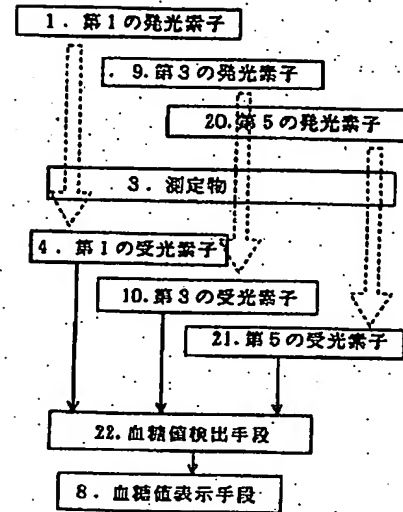 1．第1の発光素子
9.第3の発光素子
20.第5の発光素子
3．測定物
4．第1の受光素子
10.第3の受光素子
21.第5の受光素子
22.血糖値検出手段
8．血糖値表示手段